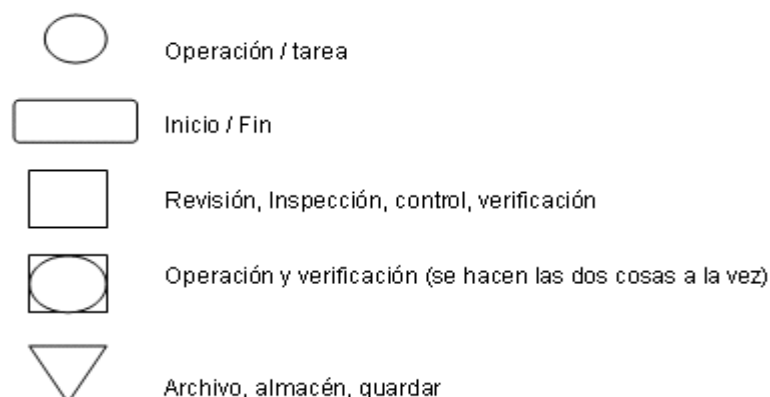 Operación / tarea
Inicio / Fin
Revisión, Inspección, control, verificación
Operación y verificación (se hacen las dos cosas a la vez)
Archivo, almacén, guardar